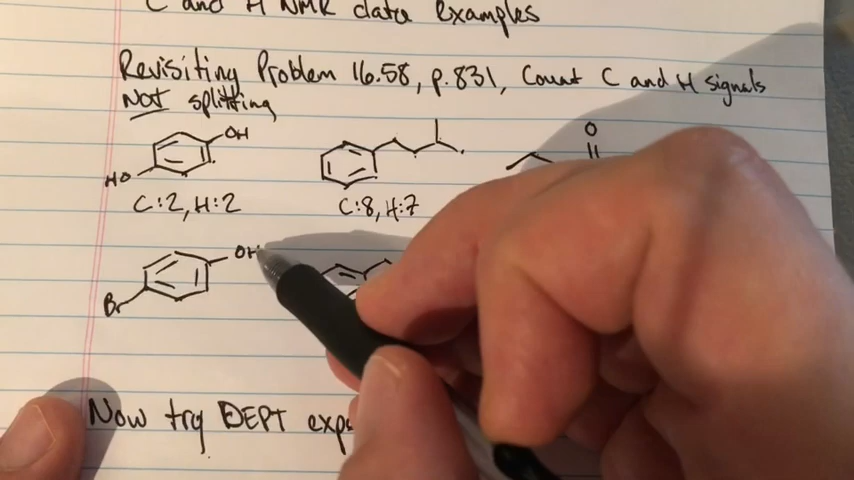 C and H NMR data examples
Revisiting Problem 16.58, p.831, Count C and H signals
NOT splitting
OH
O
HO
C:2, H:2
C:8, H:7
OH
Br
Now try DEPT